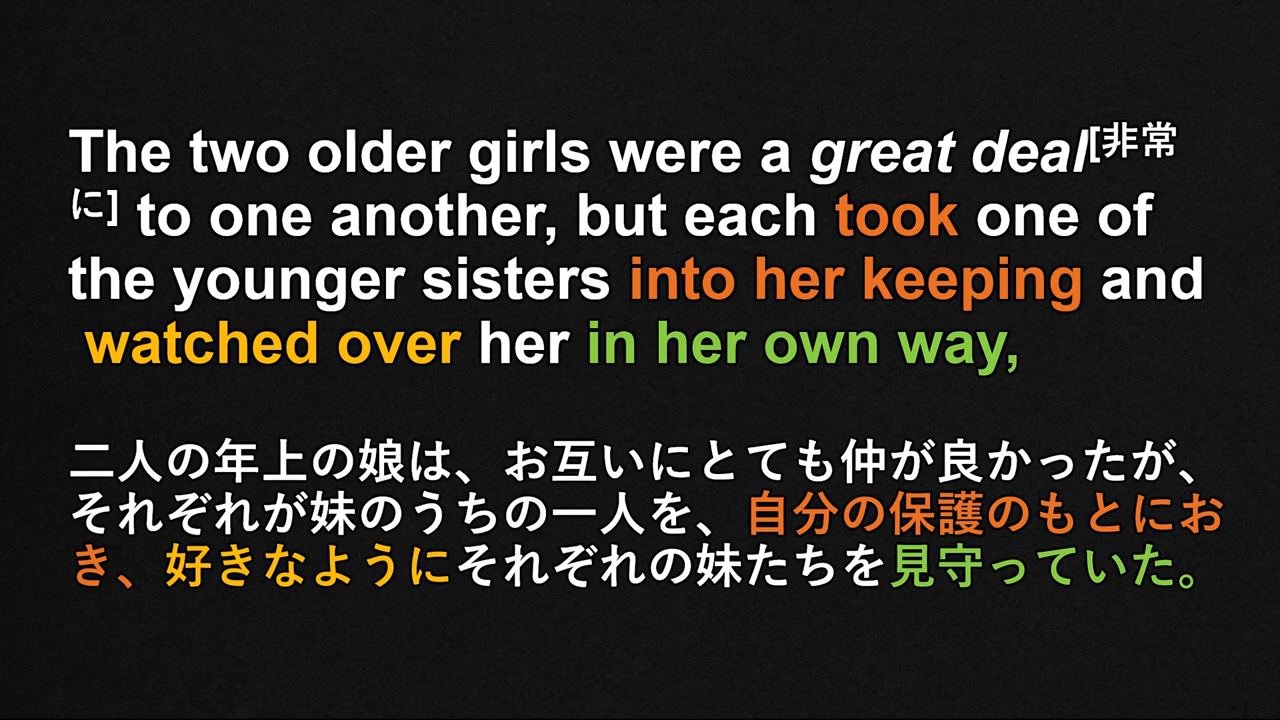 The two older girls were a great deal[非常
に] to one another, but each took one of
the younger sisters into her keeping and
watched over her in her own way,
二人の年上の娘は、お互いにとても仲が良かったが、
それぞれが妹のうちの一人を、自分の保護のもとにお
き、好きなようにそれぞれの妹たちを見守っていた。